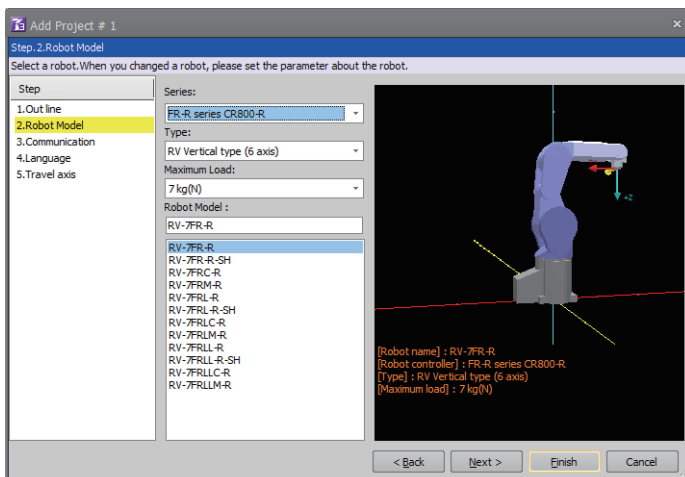 Add Project # 1
Step.2.Robot Model
Select a robot.When you changed a robot, please set the parameter about the robot.
Step
1.Out line
2.Robot Model
3.Communication
4.Language
5.Travel axis
Series:
FR-R series CR800-R
Type:
RV Vertical type (6 axis)
Maximum Load:
7 kg(N)
Robot Model :
RV-7FR-R
RV-7FR-R
RV-7FR-R-SH
RV-7FRC-R
RV-7FRM-R
RV-7FRL-R
RV-7FRL-R-SH
RV-7FRLC-R
RV-7FRLM-R
RV-7FRLL-R
RV-7FRLL-R-SH
RV-7FRLLC-R
RV-7FRLLM-R
+Z
[Robot name] : RV-7FR-R
[Robot controller] : FR-R series CR800-R
[Type] : RV Vertical type (6 axis)
[Maximum load] : 7 kg(N)
< Back
Next >
Finish
Cancel